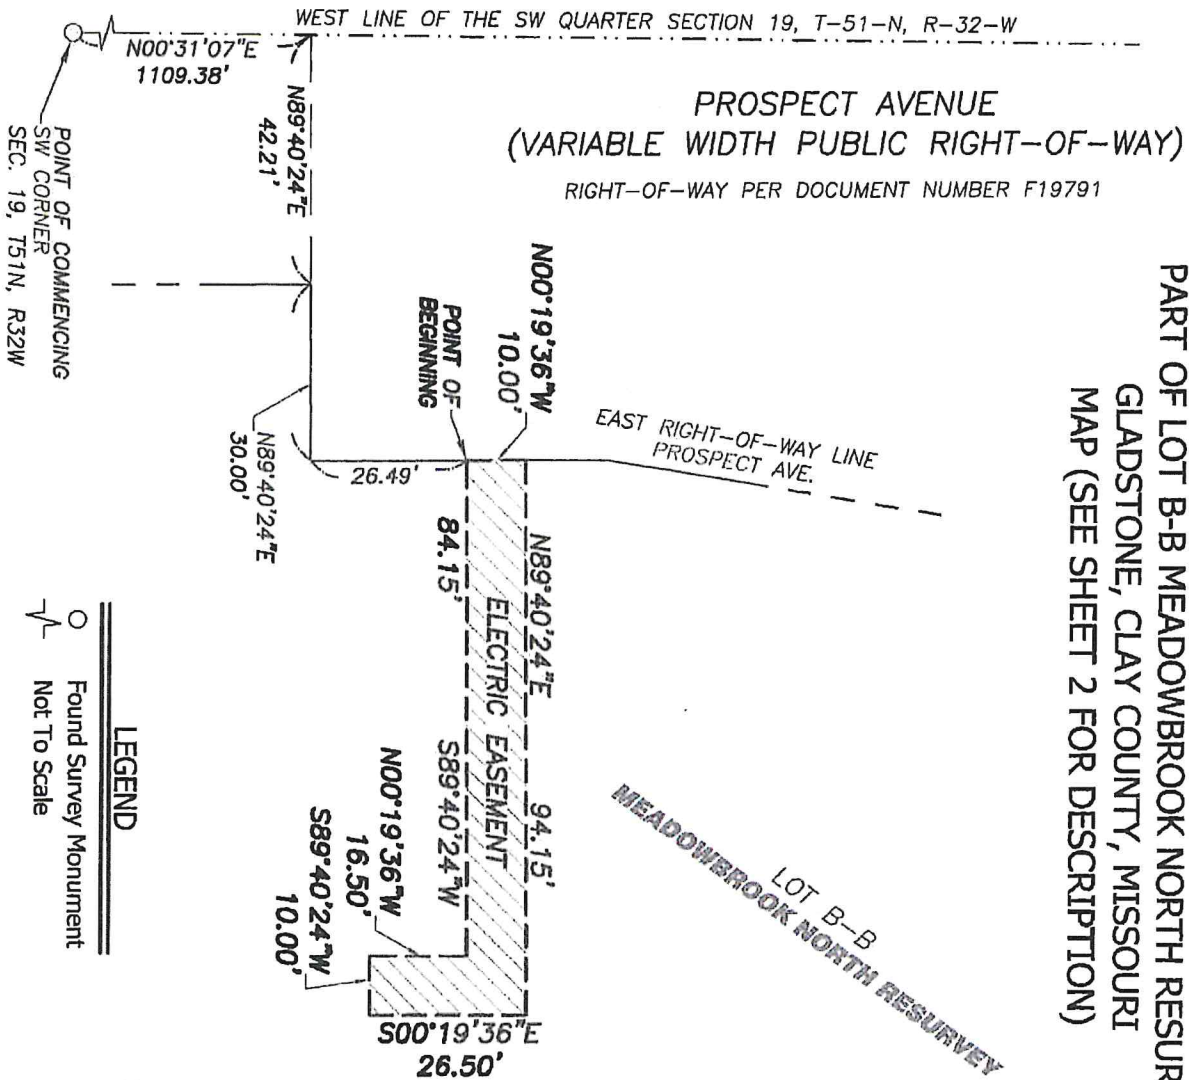 WEST LINE OF THE SW QUARTER SECTION 19, T-51-N, R-32-W
N00°31'07"E
1109.38'
PROSPECT AVENUE
(VARIABLE WIDTH PUBLIC RIGHT-OF-WAY)
RIGHT-OF-WAY PER DOCUMENT NUMBER F19791
N89°40'24"E
42.21'
POINT OF COMMENCING
SW CORNER
SEC. 19, T51N, R32W
PART OF LOT B-B MEADOWBROOK NORTH RESUR
GLADSTONE, CLAY COUNTY, MISSOURI
MAP (SEE SHEET 2 FOR DESCRIPTION)
N00°19'36"W
10.00'
POINT OF
BEGINNING
EAST RIGHT-OF-WAY LINE
PROSPECT AVE.
N89°40'24"E
30.00'
26.49'
N89°40'24"E 94.15'
ELECTRIC EASEMENT
84.15' S89°40'24"W
N00°19'36"W
16.50'
S89°40'24"W
10.00'
S00°19'36"E
26.50'
LOT B-B
MEADOWBROOK NORTH RESURVEY
LEGEND
Found Survey Monument
Not To Scale